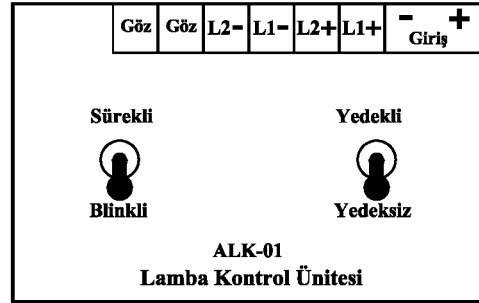 Göz Göz L2- L1- L2+ L1+ - +
Giriş
Sürekli Yedekli
Blinkli Yedeksiz
ALK-01
Lamba Kontrol Ünitesi